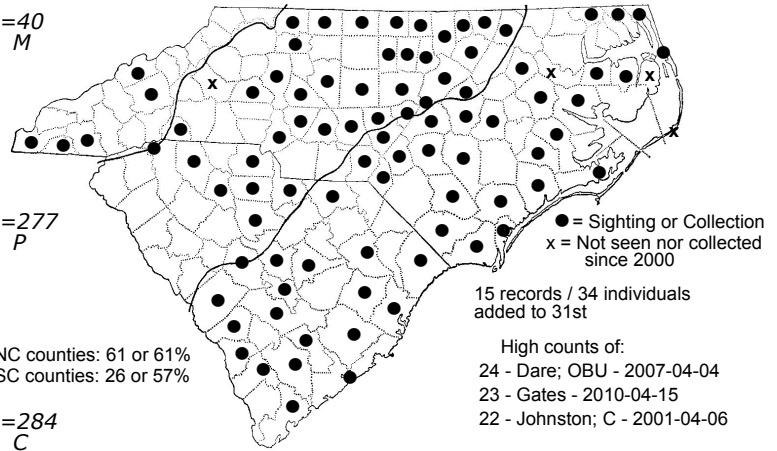 =40
M
=277
P
● = Sighting or Collection
x = Not seen nor collected
since 2000
15 records / 34 individuals
added to 31st
NC counties: 61 or 61%
SC counties: 26 or 57%
High counts of:
24 - Dare; OBU - 2007-04-04
23 - Gates - 2010-04-15
22 - Johnston; C - 2001-04-06
=284
C